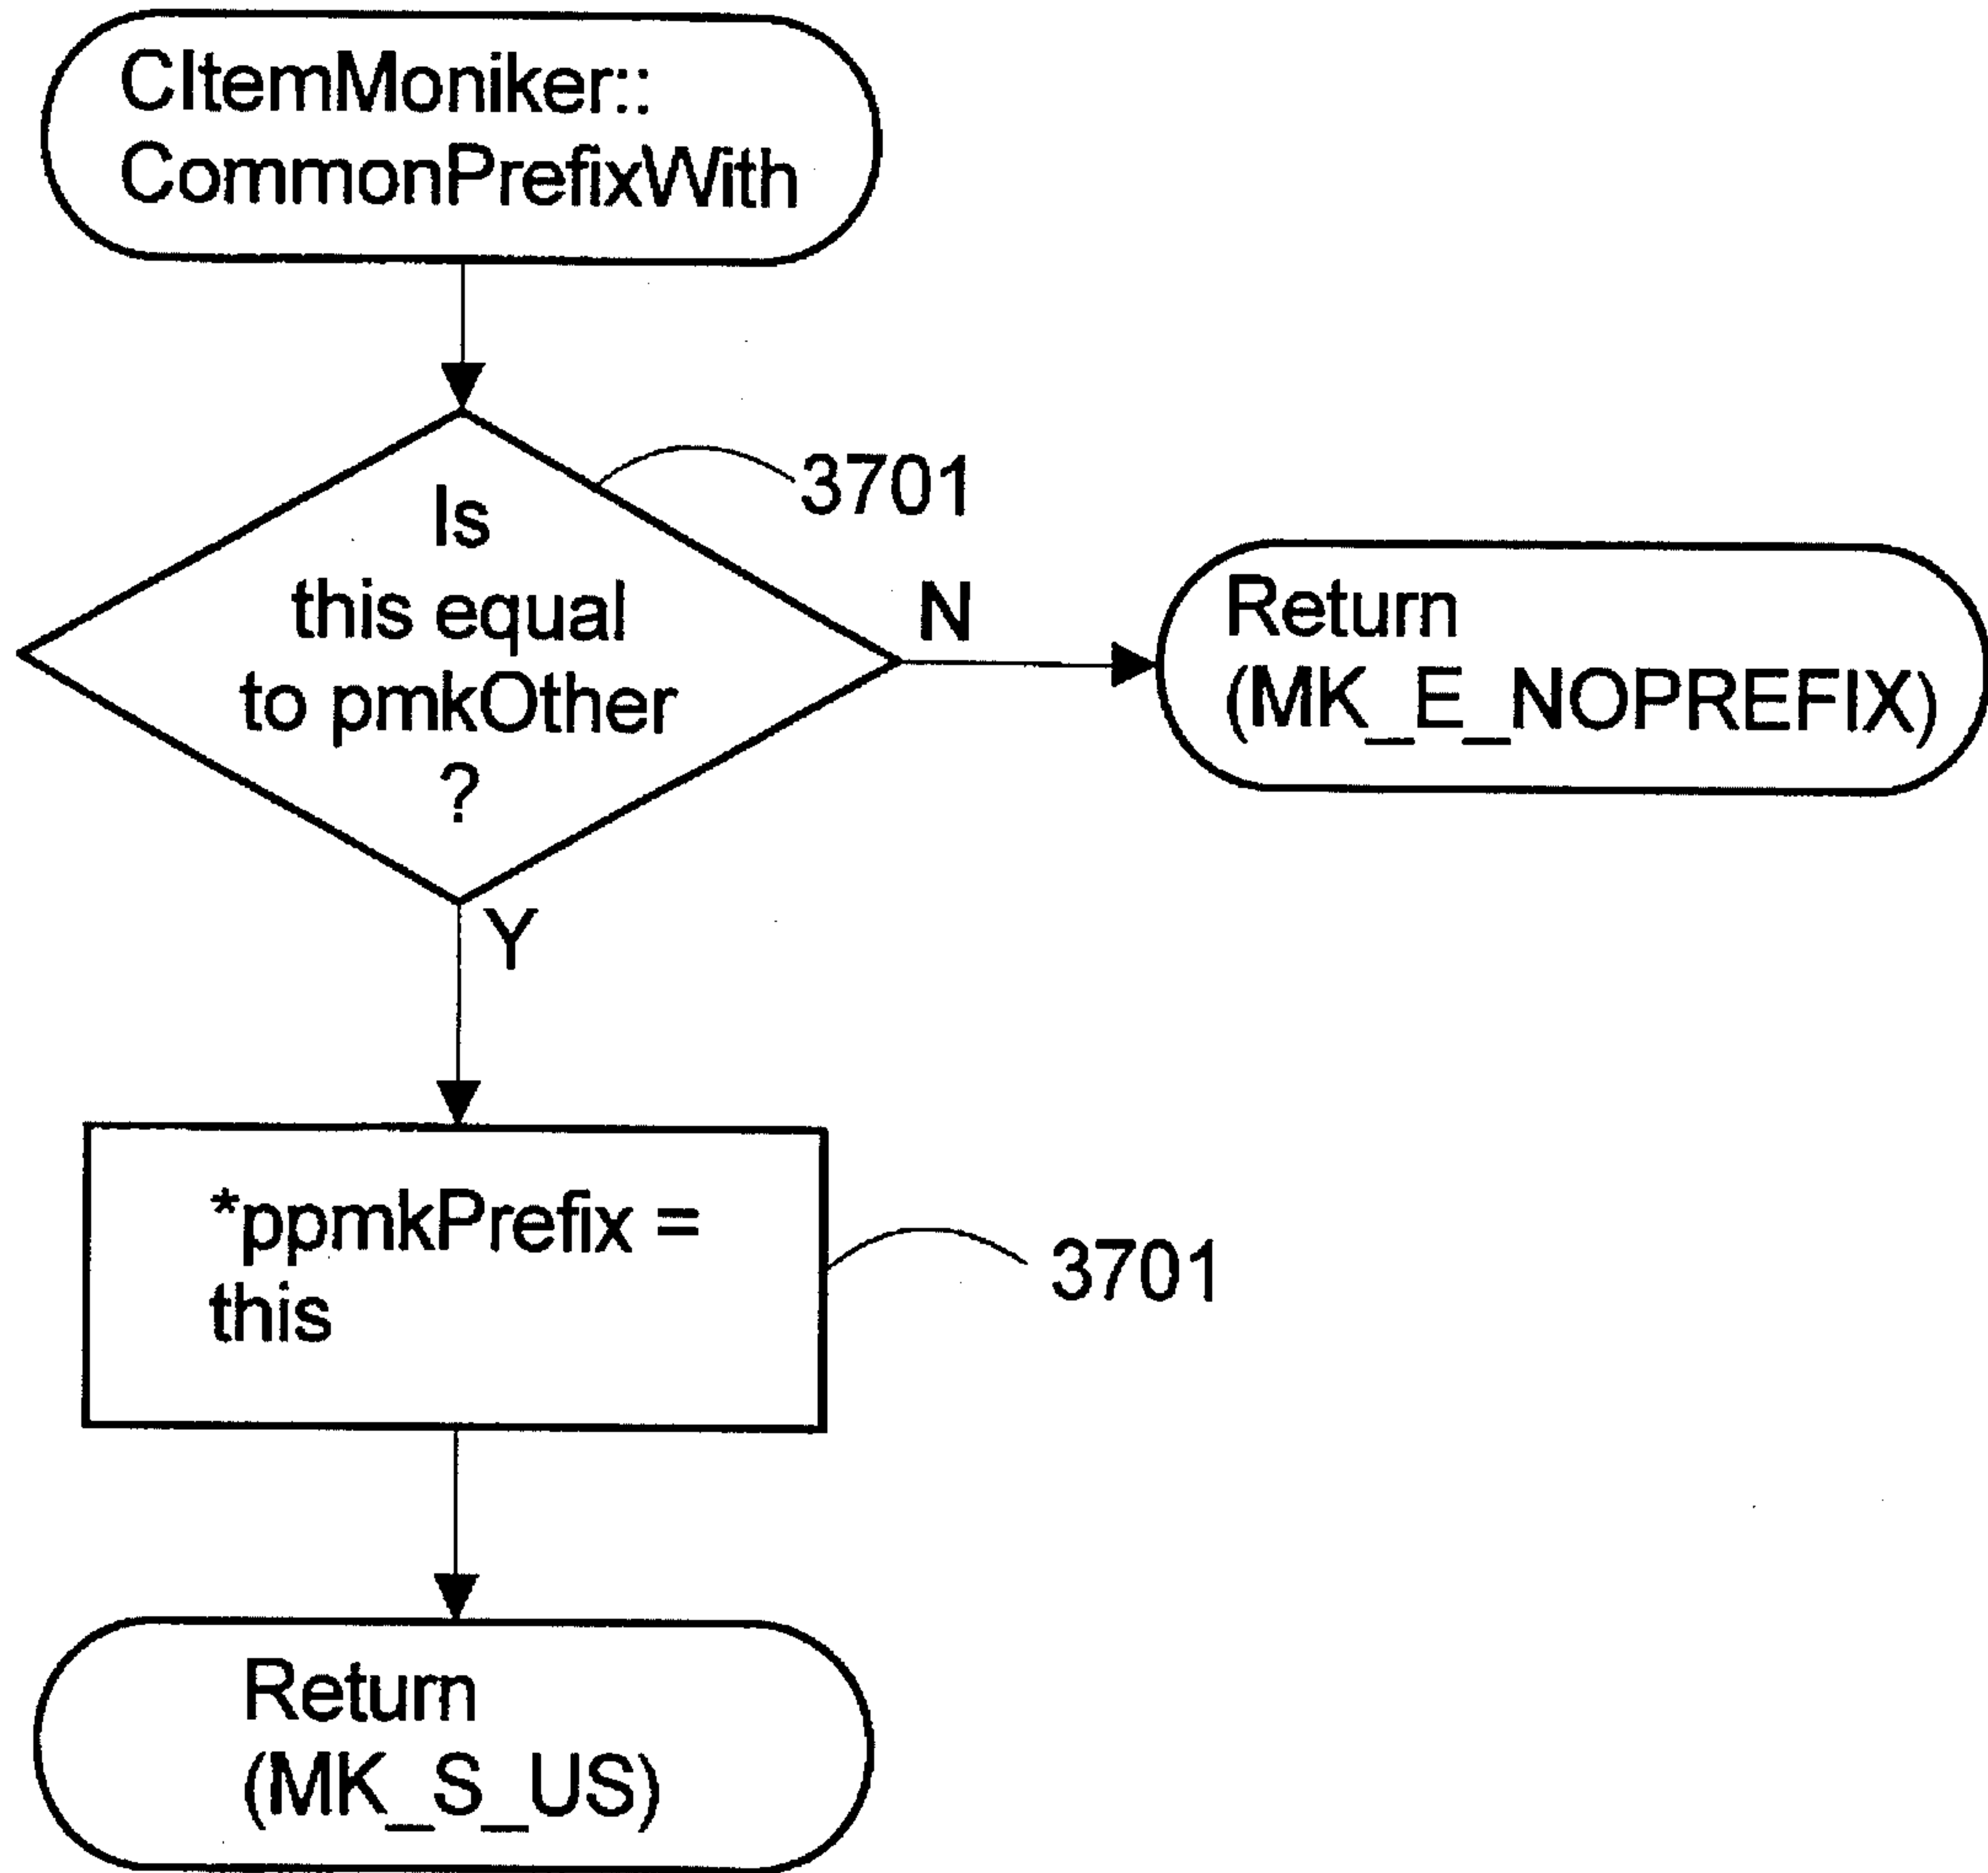 CItemMoniker::
CommonPrefixWith
3701
Is
this equal
to pmkOther
?
N
Return
(MK_E_NOPREFIX)
Y
*ppmkPrefix =
this
3701
Return
(MK_S_US)